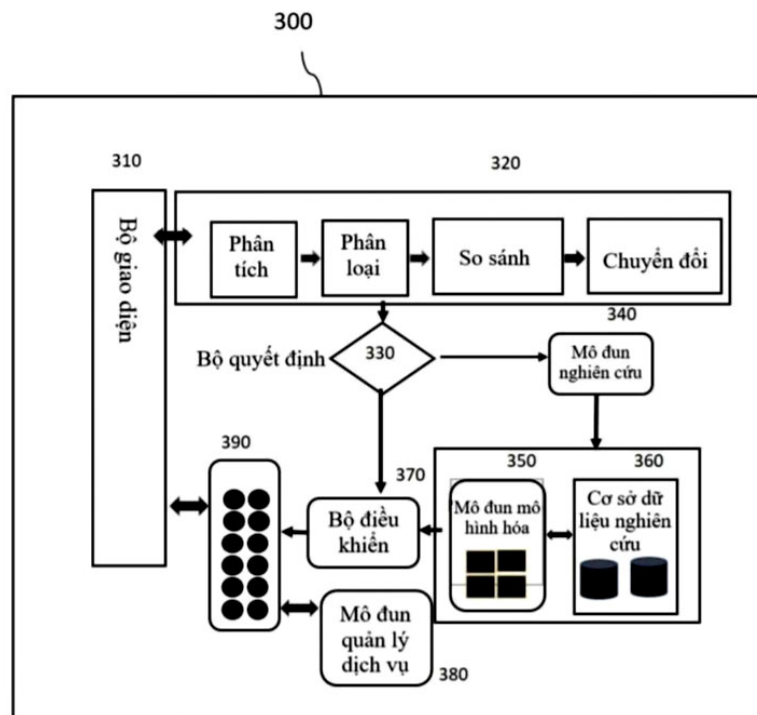 300
310
320
Bộ giao diện
Phân
tích
Phân
loại
So sánh
Chuyển đổi
340
Bộ quyết định
330
Mô đun
nghiên cứu
390
370
350
360
Bộ điều
khiển
Mô đun mô
hình hóa
Cơ sở dữ
liệu nghiên
cứu
Mô đun
quản lý
dịch vụ
380